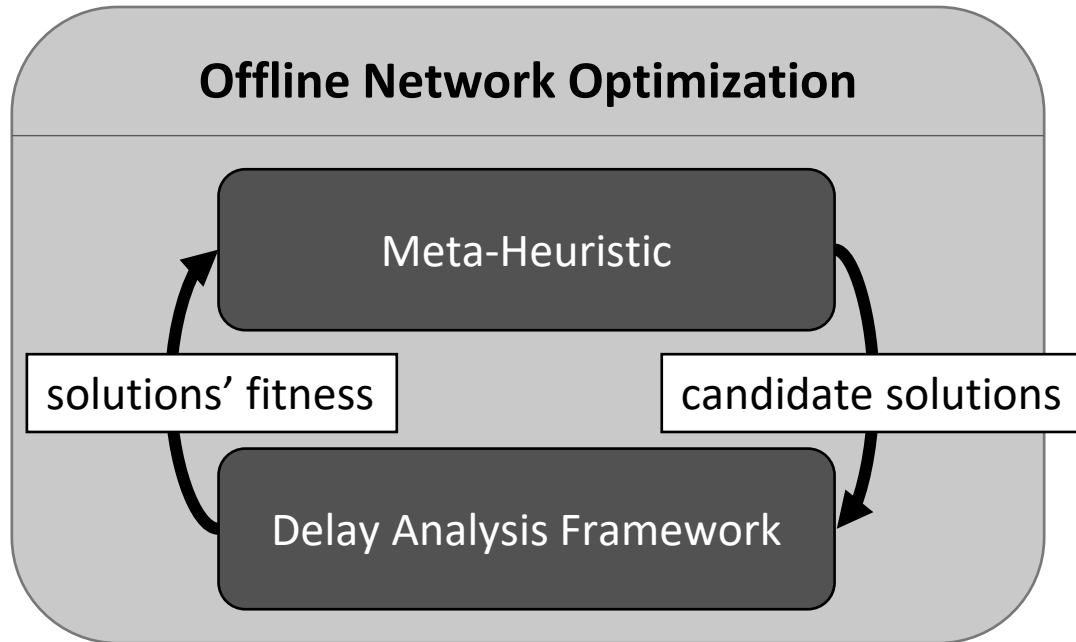 Offline Network Optimization
Meta-Heuristic
solutions’ fitness
candidate solutions
Delay Analysis Framework